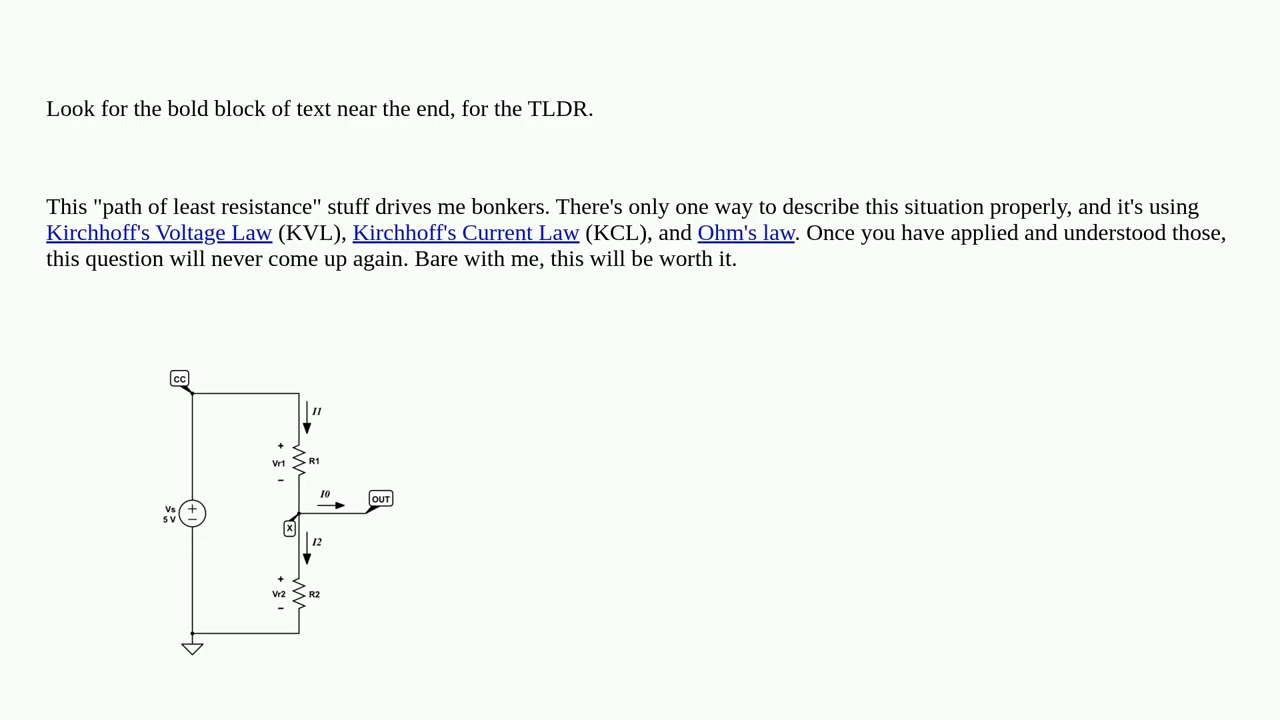 Look for the bold block of text near the end, for the TLDR.
This "path of least resistance" stuff drives me bonkers. There's only one way to describe this situation properly, and it's using
Kirchhoff's Voltage Law (KVL), Kirchhoff's Current Law (KCL), and Ohm's law. Once you have applied and understood those,
this question will never come up again. Bare with me, this will be worth it.
CC
I1
+
Vr1 R1
−
I0
OUT
Vs
5 V
+
−
X
I2
+
Vr2 R2
−